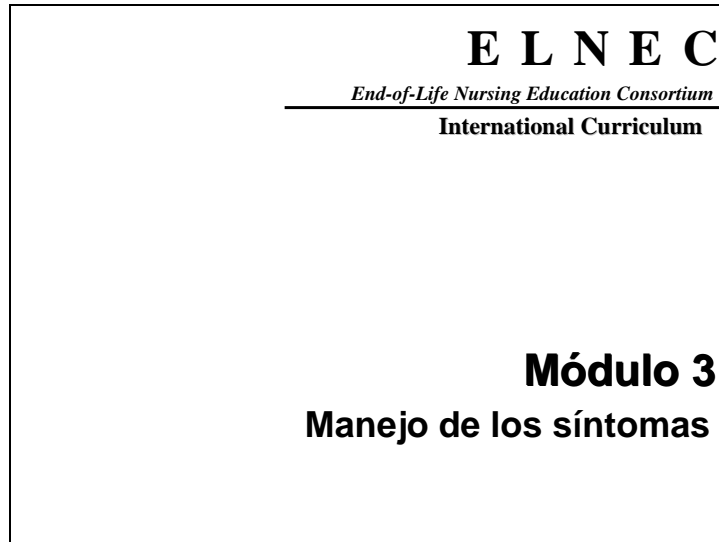 E L N E C
End-of-Life Nursing Education Consortium
International Curriculum
Módulo 3
Manejo de los síntomas